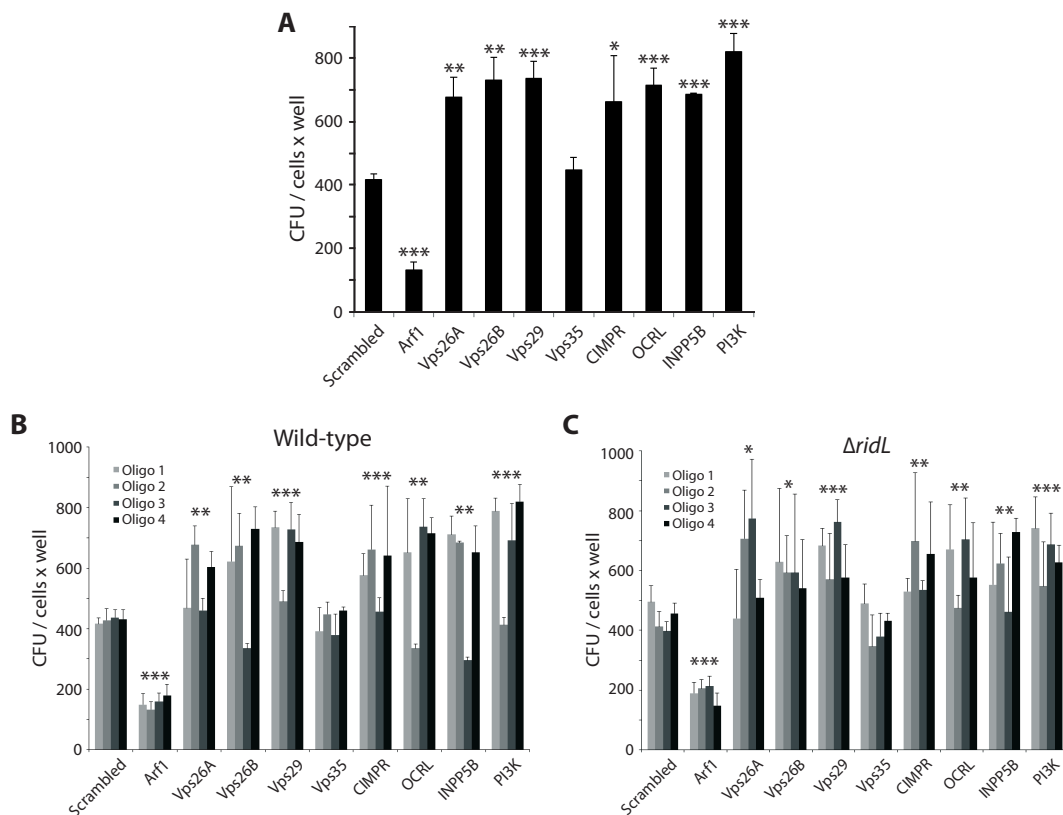 A
CFU / cells x well
800
600
400
200
0
*** ** ** *** * *** *** ***
Scrambled Arf1 Vps26A Vps26B Vps29 Vps35 CIMPR OCRL INPP5B PI3K
B
Wild-type
CFU / cells x well
1000
800
600
400
200
0
Oligo 1
Oligo 2
Oligo 3
Oligo 4
*** ** ** *** *** ** ** ***
Scrambled Arf1 Vps26A Vps26B Vps29 Vps35 CIMPR OCRL INPP5B PI3K
C
ΔridL
CFU / cells x well
1000
800
600
400
200
0
Oligo 1
Oligo 2
Oligo 3
Oligo 4
*** * * *** ** ** ** ***
Scrambled Arf1 Vps26A Vps26B Vps29 Vps35 CIMPR OCRL INPP5B PI3K